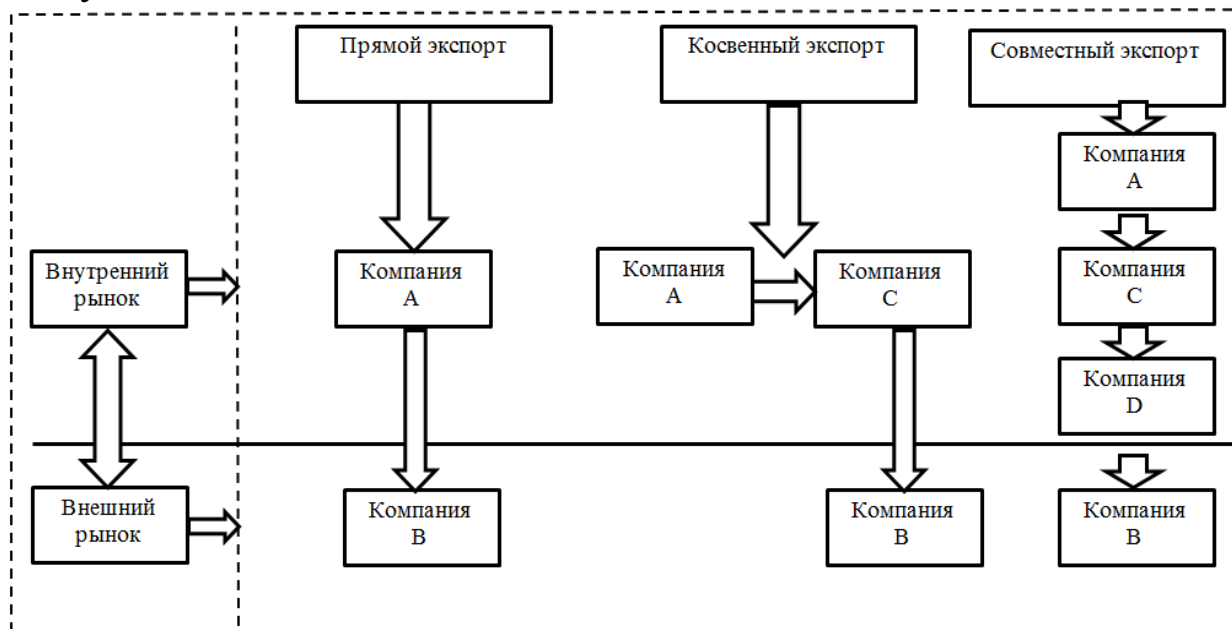 Прямой экспорт
Косвенный экспорт
Совместный экспорт
Компания
A
Внутренний
рынок
Компания
A
Компания
A
Компания
C
Компания
C
Компания
D
Внешний
рынок
Компания
B
Компания
B
Компания
B